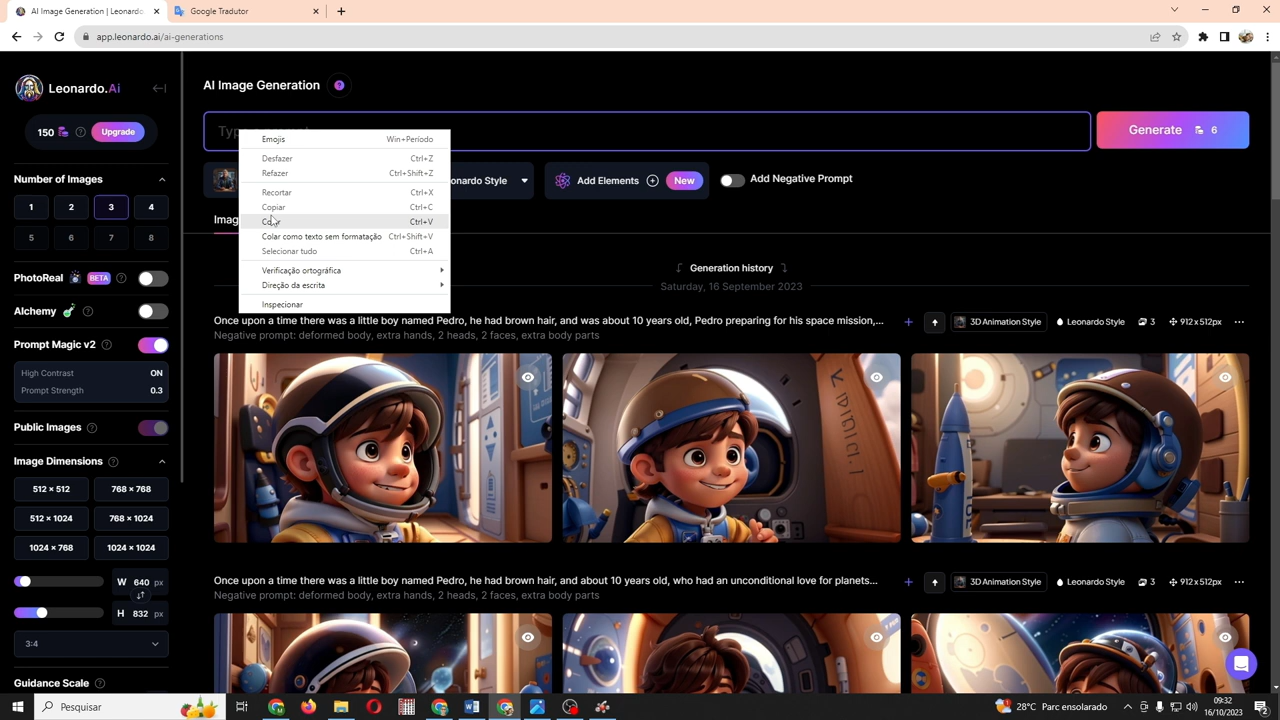 AI Image Generation | Leonardo
Google Tradutor
app.leonardo.ai/ai-generations
Leonardo.Ai
150
Upgrade
Number of Images
1 2 3 4
5 6 7 8
PhotoReal BETA
Alchemy
Prompt Magic v2
High Contrast ON
Prompt Strength 0.3
Public Images
Image Dimensions
512 × 512 768 × 768
512 × 1024 768 × 1024
1024 × 768 1024 × 1024
W 640 px
H 832 px
3:4
Guidance Scale
AI Image Generation
Generate 6
Emojis Win+Período
Desfazer Ctrl+Z
Refazer Ctrl+Shift+Z
Recortar Ctrl+X
Copiar Ctrl+C
Ctrl+V
Colar como texto sem formatação Ctrl+Shift+V
Selecionar tudo Ctrl+A
Verificação ortográfica
Direção da escrita
Inspecionar
Style
Add Elements New
Add Negative Prompt
Generation history
Saturday, 16 September 2023
Once upon a time there was a little boy named Pedro, he had brown hair, and was about 10 years old, Pedro preparing for his space mission,...
3D Animation Style Leonardo Style 3 912 x 512px
Negative prompt: deformed body, extra hands, 2 heads, 2 faces, extra body parts
Once upon a time there was a little boy named Pedro, he had brown hair, and about 10 years old, who had an unconditional love for planets...
3D Animation Style Leonardo Style 3 912 x 512px
Negative prompt: deformed body, extra hands, 2 heads, 2 faces, extra body parts
Pesquisar
28°C Parc ensolarado
09:32
16/10/2023
2